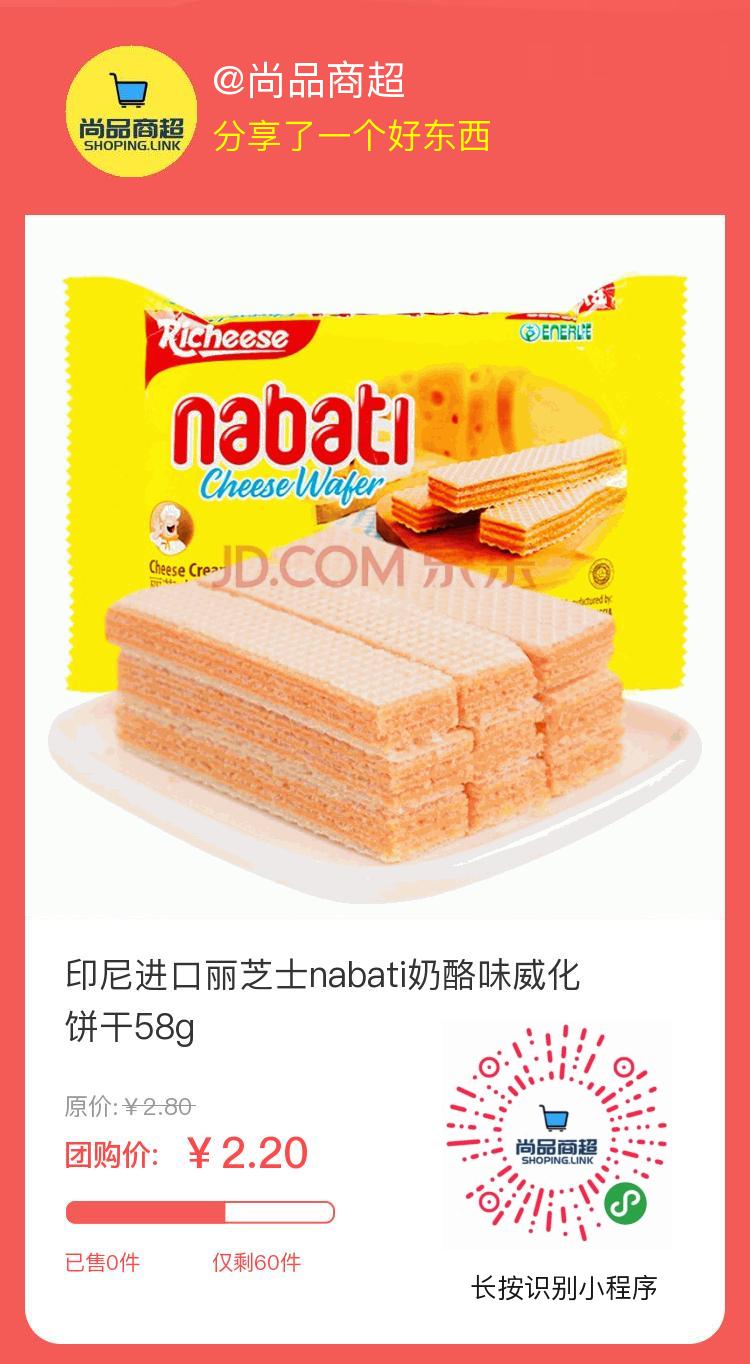 @尚品商超
分享了一个好东西
尚品商超
SHOPING.LINK
Richeese
ENERLIFE
nabati
Cheese Wafer
Cheese Crea
JD.COM 京东
印尼进口丽芝士nabati奶酪味威化
饼干58g
原价:¥2.80
团购价: ¥2.20
已售0件 仅剩60件
尚品商超
SHOPING.LINK
长按识别小程序